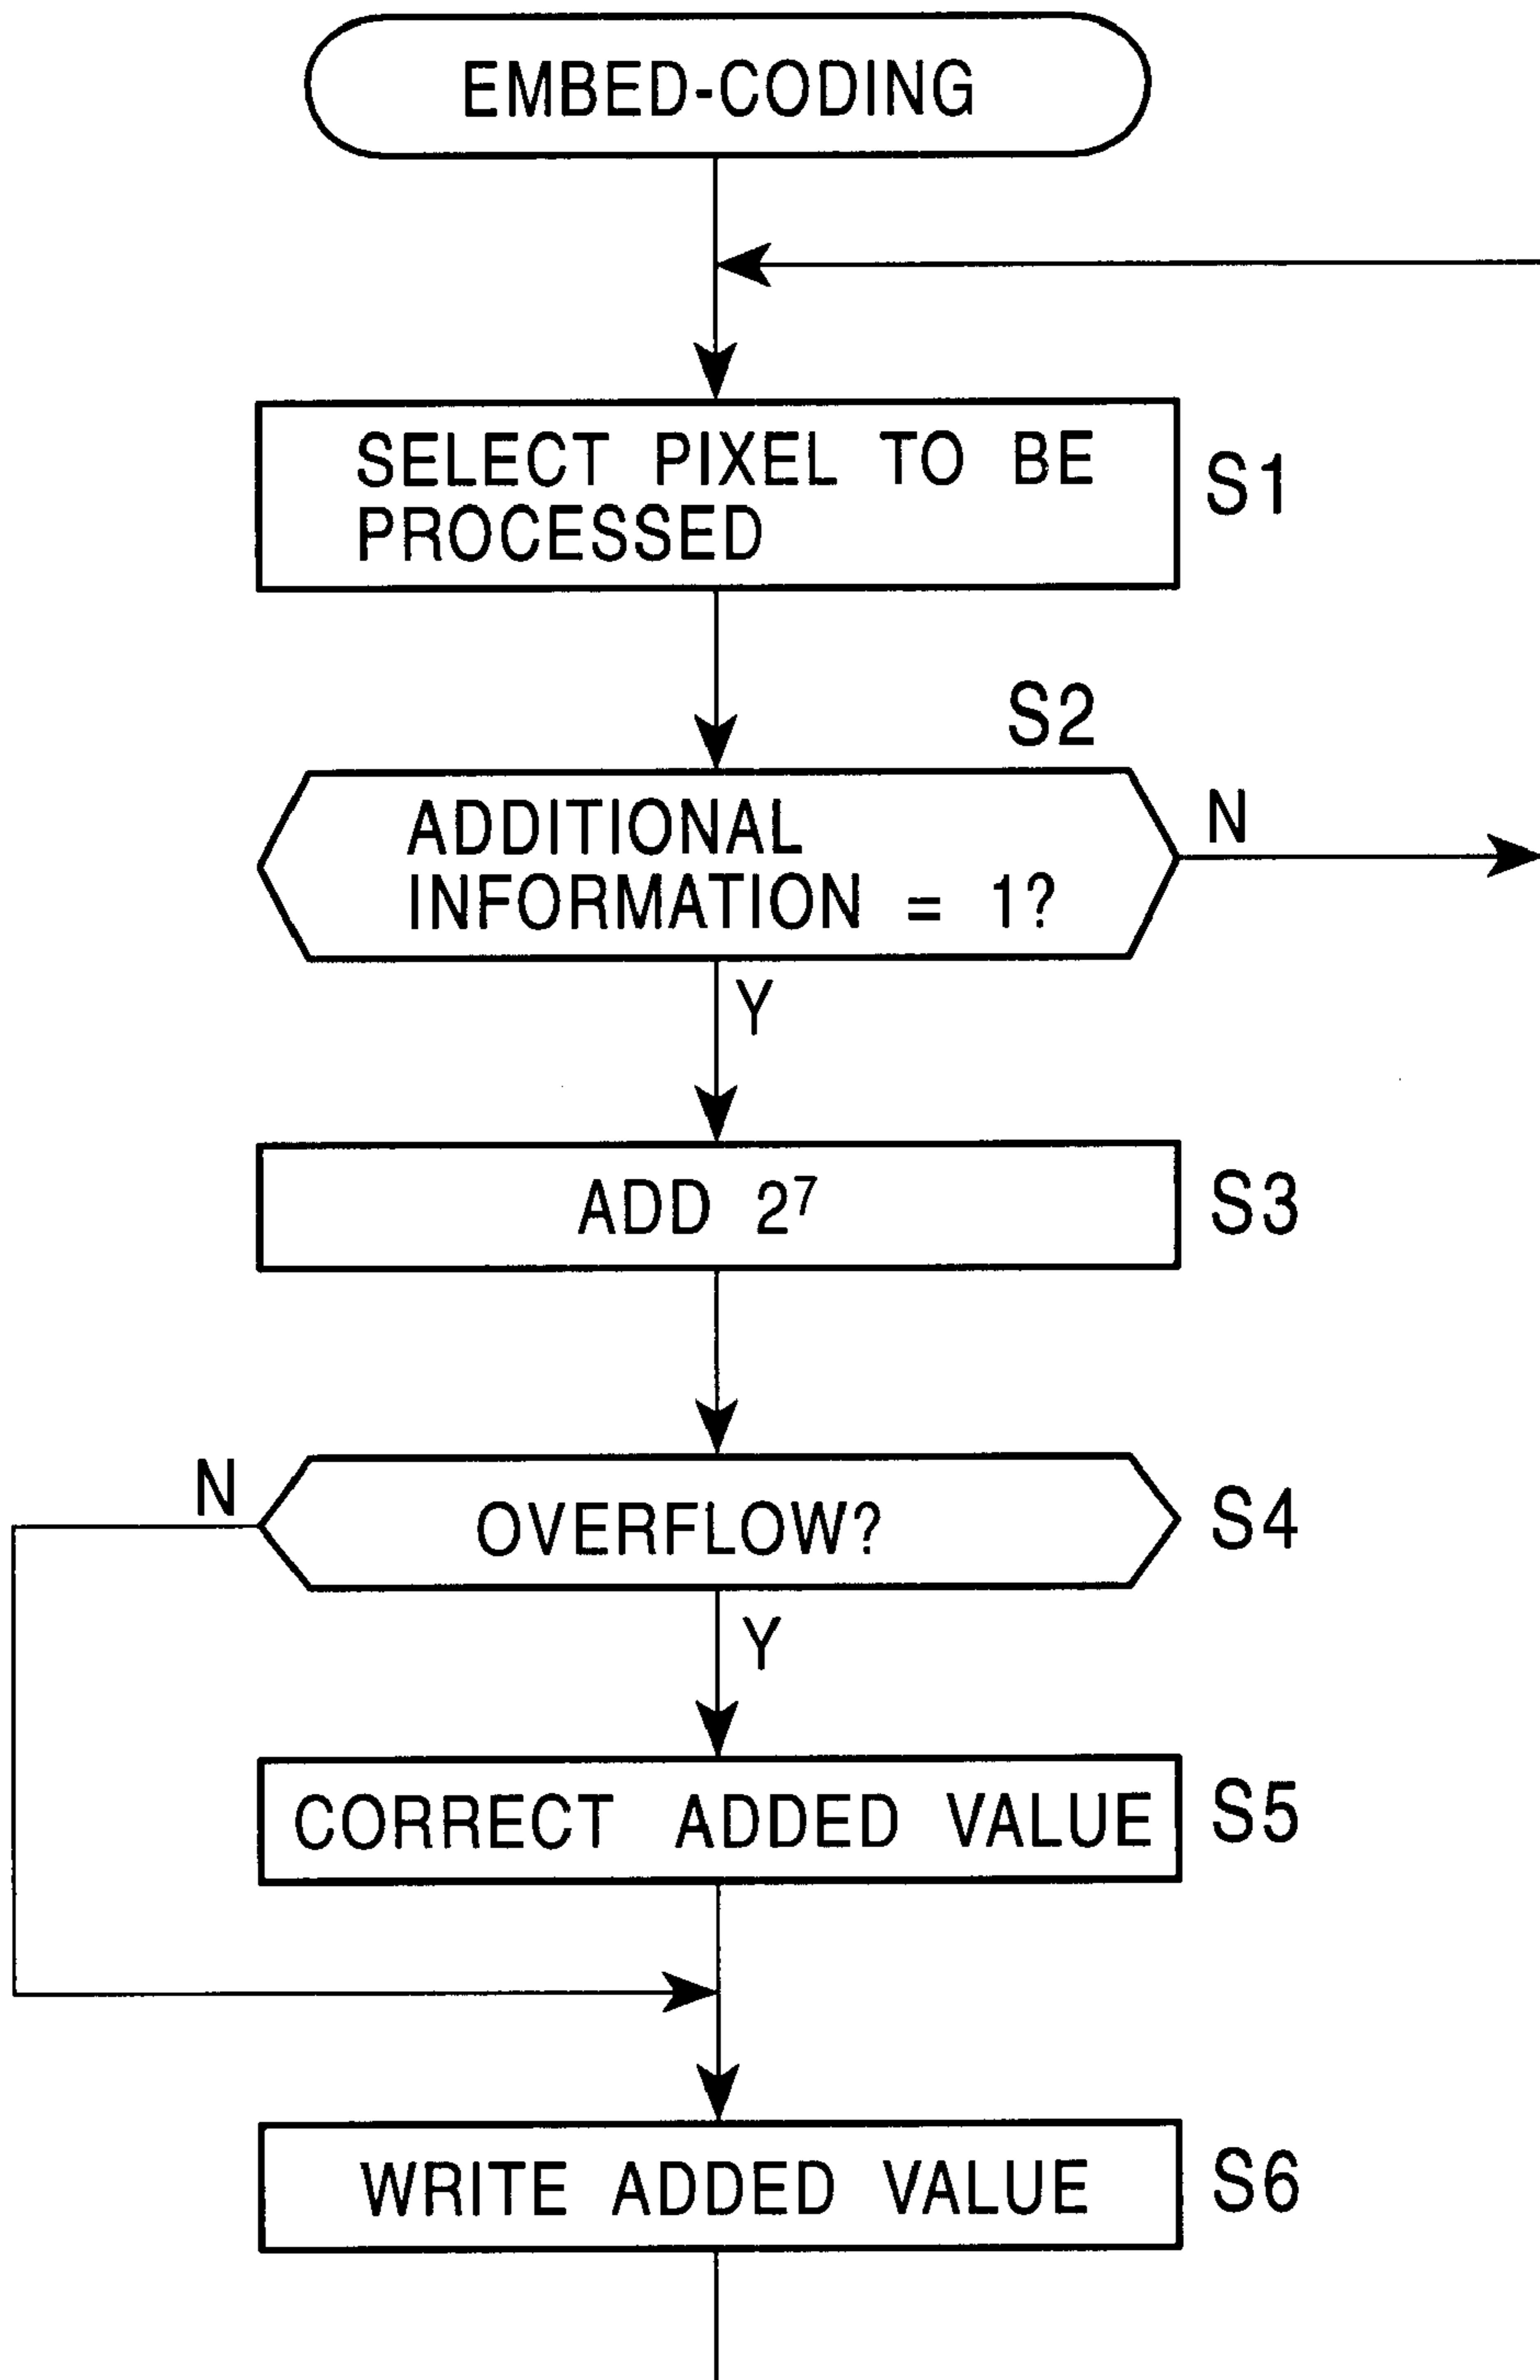 EMBED-CODING
SELECT PIXEL TO BE
PROCESSED
S1
S2
ADDITIONAL
INFORMATION = 1?
N
Y
ADD 2⁷
S3
N
OVERFLOW?
S4
Y
CORRECT ADDED VALUE
S5
WRITE ADDED VALUE
S6